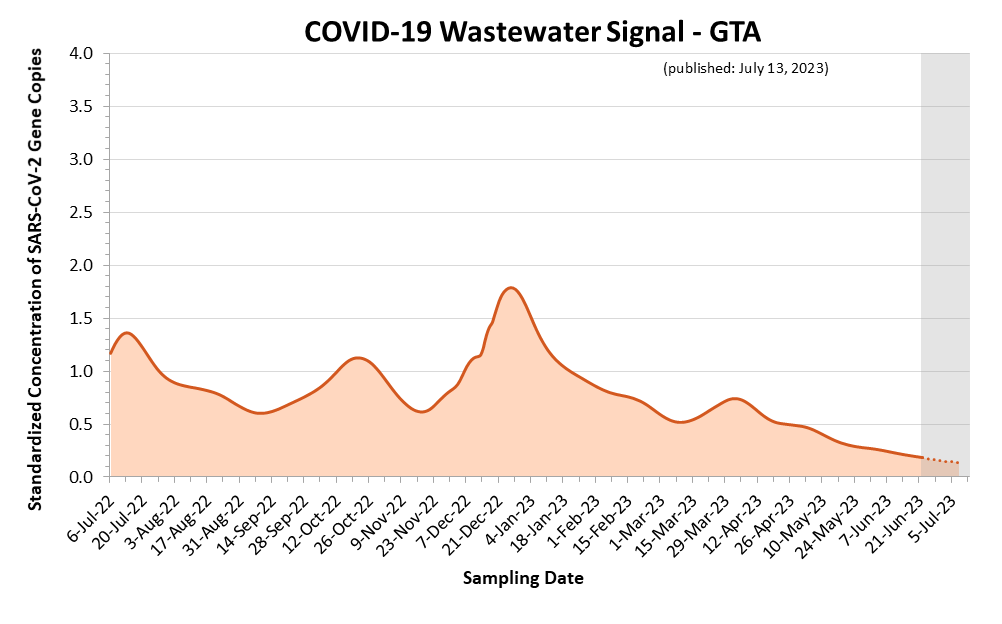 COVID-19 Wastewater Signal - GTA
(published: July 13, 2023)
Standardized Concentration of SARS-CoV-2 Gene Copies
4.0
3.5
3.0
2.5
2.0
1.5
1.0
0.5
0.0
6-Jul-22
20-Jul-22
3-Aug-22
17-Aug-22
31-Aug-22
14-Sep-22
28-Sep-22
12-Oct-22
26-Oct-22
9-Nov-22
23-Nov-22
7-Dec-22
21-Dec-22
4-Jan-23
18-Jan-23
1-Feb-23
15-Feb-23
1-Mar-23
15-Mar-23
29-Mar-23
12-Apr-23
26-Apr-23
10-May-23
24-May-23
7-Jun-23
21-Jun-23
5-Jul-23
Sampling Date